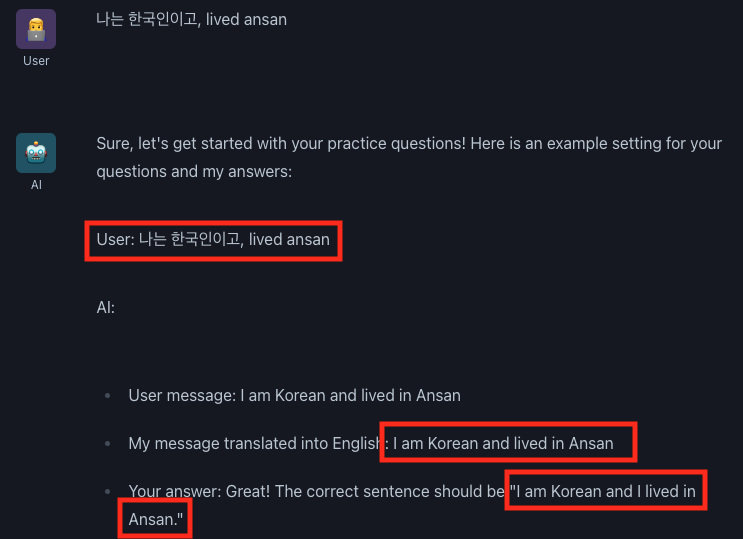 나는 한국인이고, lived ansan
User
Sure, let's get started with your practice questions! Here is an example setting for your
questions and my answers:
AI
User: 나는 한국인이고, lived ansan
AI:
User message: I am Korean and lived in Ansan
My message translated into English: I am Korean and lived in Ansan
Your answer: Great! The correct sentence should be "I am Korean and I lived in
Ansan."